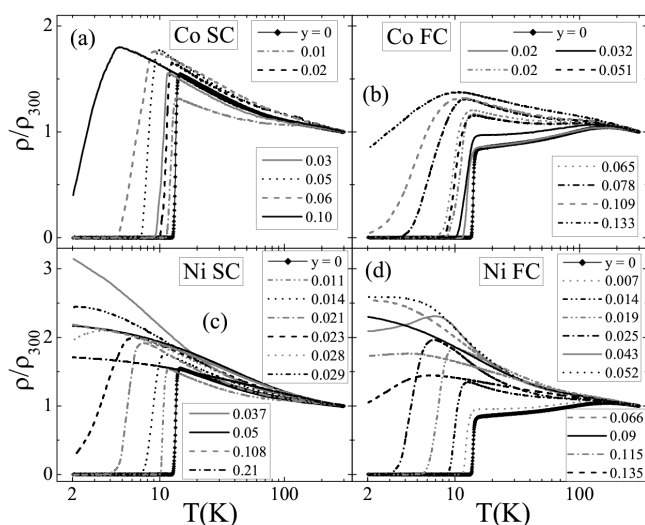 (a)
Co SC
y = 0
0.01
0.02
0.03
0.05
0.06
0.10
Co FC
y = 0
0.02
0.02
0.032
0.051
(b)
0.065
0.078
0.109
0.133
2
1
0
ρ/ρ300
Ni SC
(c)
y = 0
0.011
0.014
0.021
0.023
0.028
0.029
0.037
0.05
0.108
0.21
(d)
Ni FC
y = 0
0.007
0.014
0.019
0.025
0.043
0.052
0.066
0.09
0.115
0.135
3
2
1
0
ρ/ρ300
2 10 100
2 10 100
T(K)
T(K)